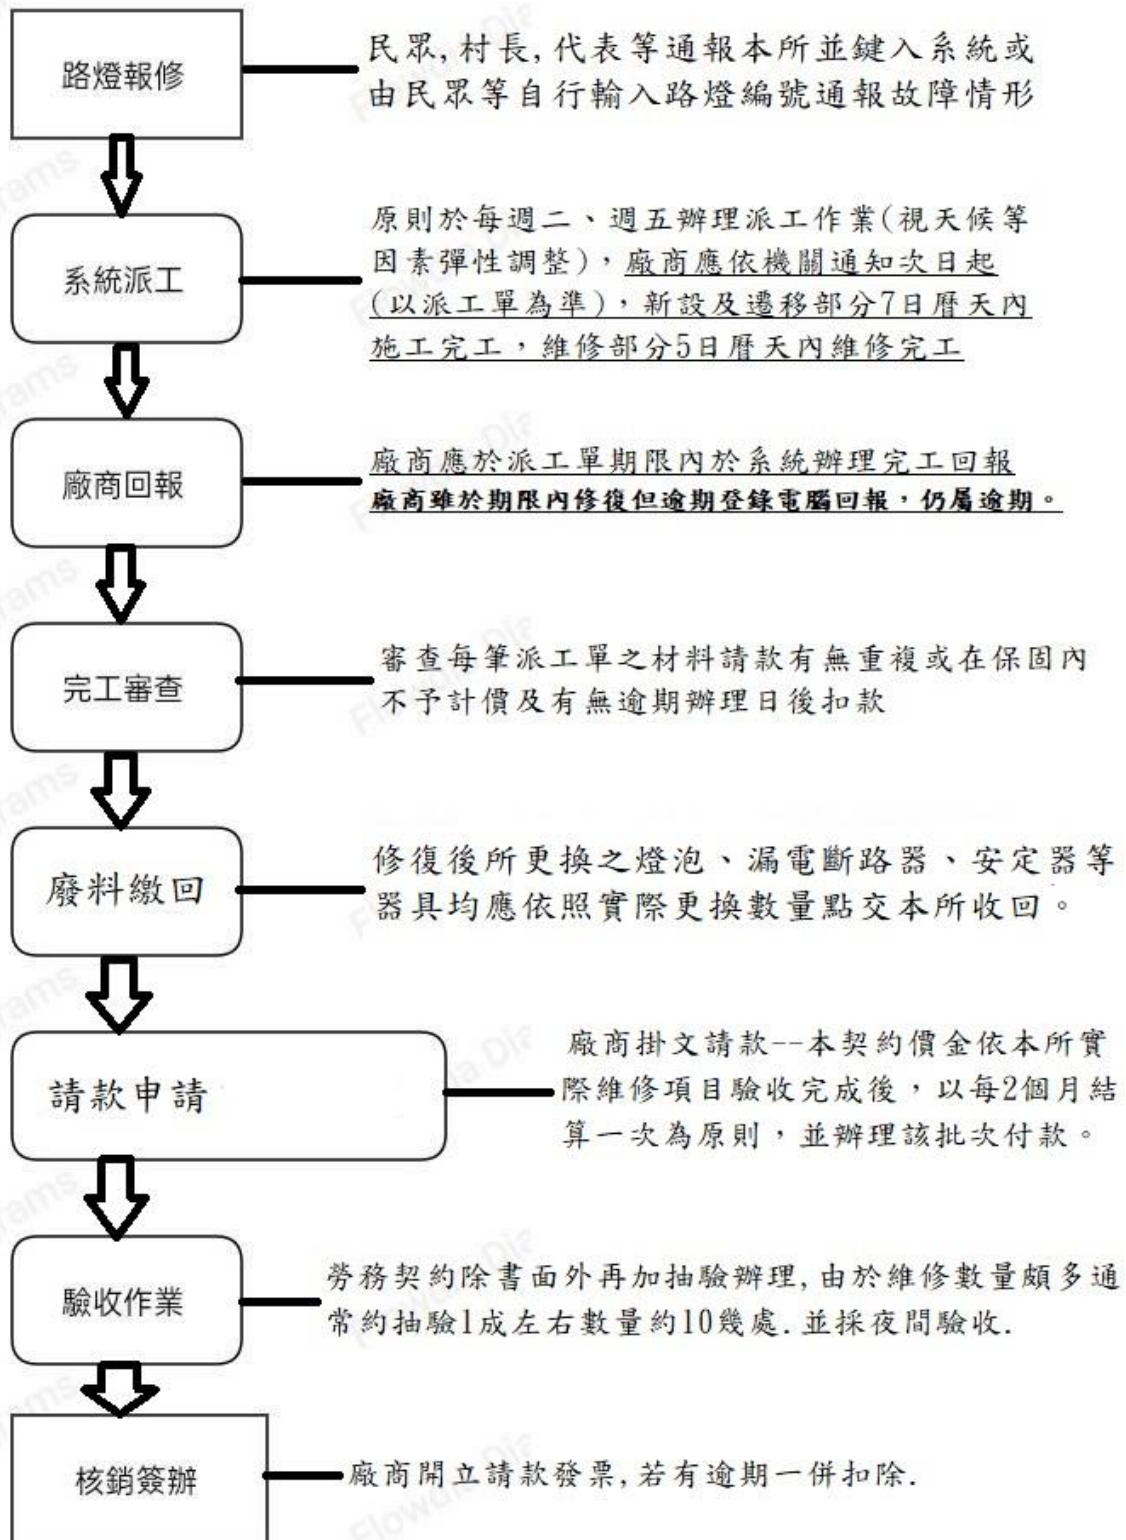 路燈報修
民眾,村長,代表等通報本所並鍵入系統或
由民眾等自行輸入路燈編號通報故障情形
系統派工
原則於每週二、週五辦理派工作業(視天候等
因素彈性調整)，廠商應依機關通知次日起
(以派工單為準)，新設及遷移部分7日曆天內
施工完工，維修部分5日曆天內維修完工
廠商回報
廠商應於派工單期限內於系統辦理完工回報
廠商雖於期限內修復但逾期登錄電腦回報，仍屬逾期。
完工審查
審查每筆派工單之材料請款有無重複或在保固內
不予計價及有無逾期辦理日後扣款
廢料繳回
修復後所更換之燈泡、漏電斷路器、安定器等
器具均應依照實際更換數量點交本所收回。
請款申請
廠商掛文請款--本契約價金依本所實
際維修項目驗收完成後，以每2個月結
算一次為原則，並辦理該批次付款。
驗收作業
勞務契約除書面外再加抽驗辦理,由於維修數量頗多通
常約抽驗1成左右數量約10幾處.並採夜間驗收.
核銷簽辦
廠商開立請款發票,若有逾期一併扣除.